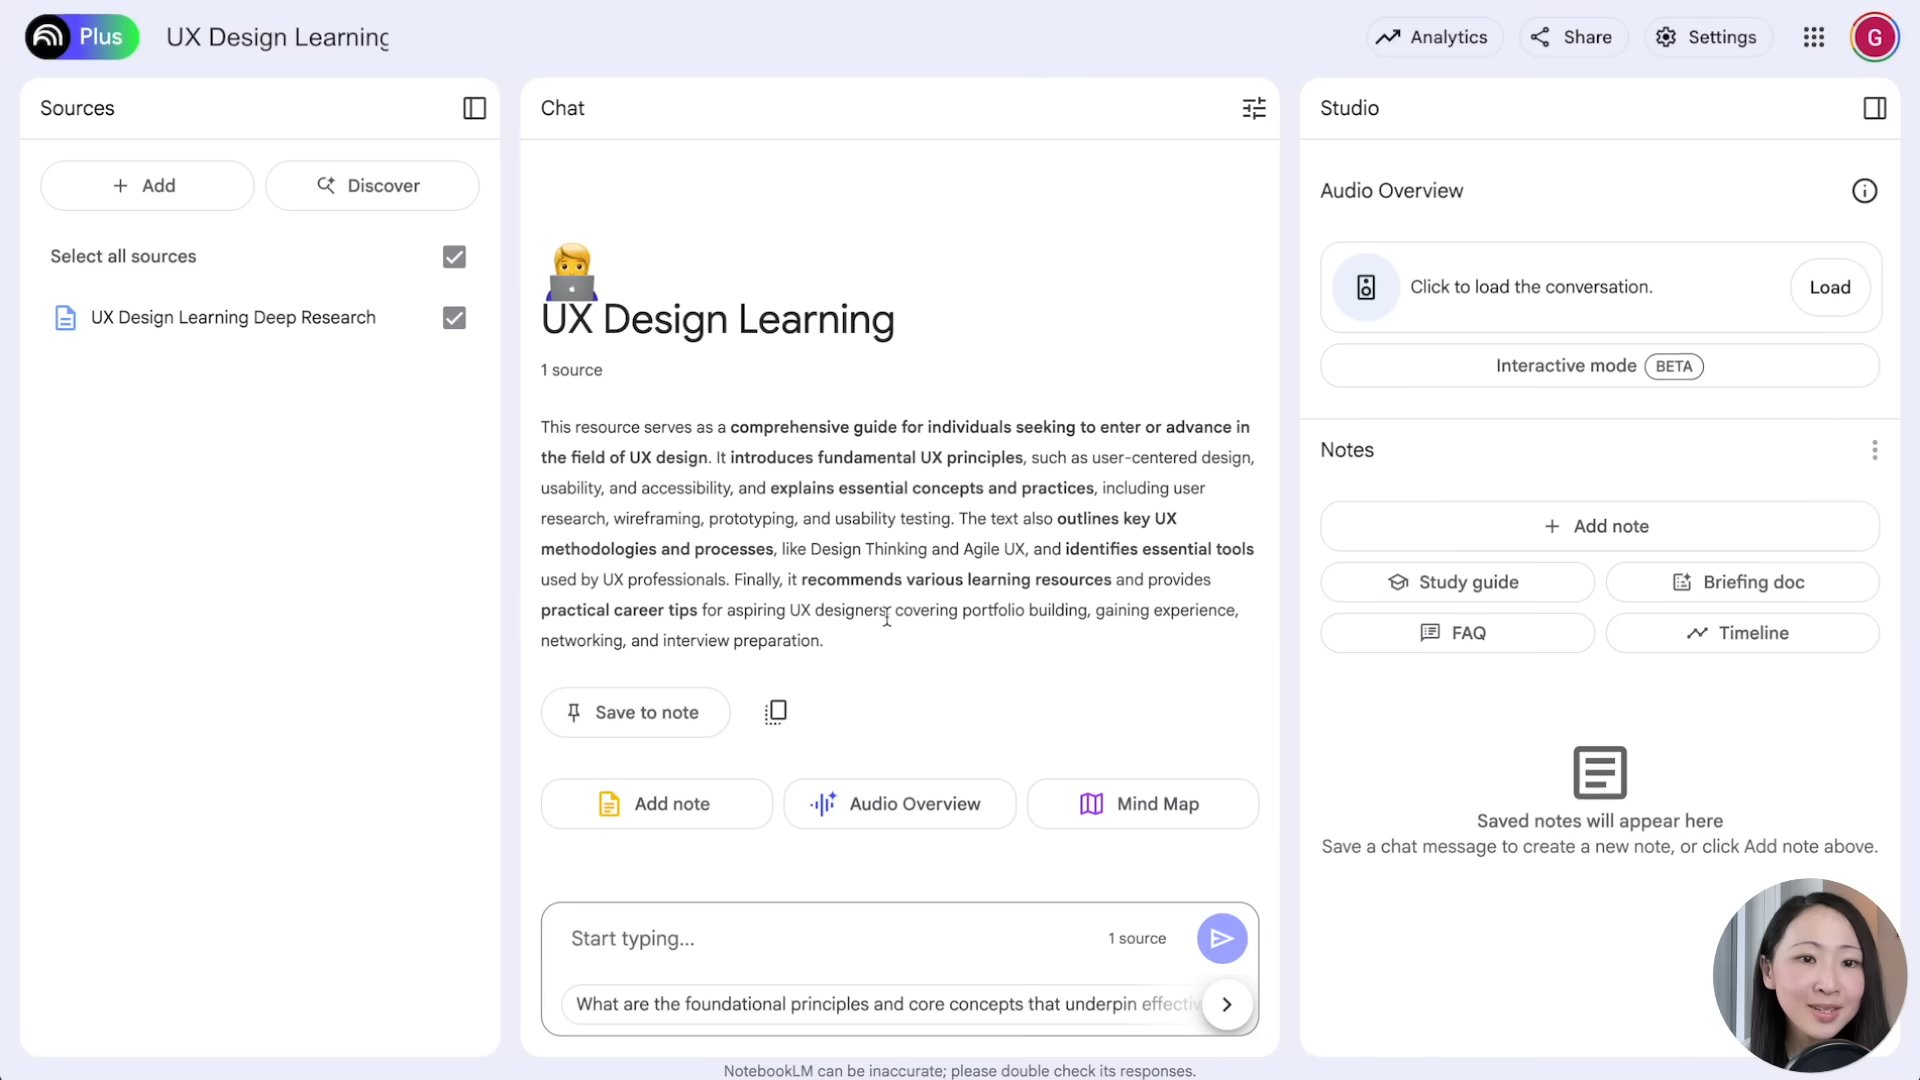 Plus
UX Design Learning
Analytics
Share
Settings
G
Sources
Add
Discover
Select all sources
UX Design Learning Deep Research
Chat
UX Design Learning
1 source
This resource serves as a comprehensive guide for individuals seeking to enter or advance in
the field of UX design. It introduces fundamental UX principles, such as user-centered design,
usability, and accessibility, and explains essential concepts and practices, including user
research, wireframing, prototyping, and usability testing. The text also outlines key UX
methodologies and processes, like Design Thinking and Agile UX, and identifies essential tools
used by UX professionals. Finally, it recommends various learning resources and provides
practical career tips for aspiring UX designers, covering portfolio building, gaining experience,
networking, and interview preparation.
Save to note
Add note
Audio Overview
Mind Map
Start typing...
1 source
What are the foundational principles and core concepts that underpin effectiv
NotebookLM can be inaccurate; please double check its responses.
Studio
Audio Overview
Click to load the conversation.
Load
Interactive mode BETA
Notes
Add note
Study guide
Briefing doc
FAQ
Timeline
Saved notes will appear here
Save a chat message to create a new note, or click Add note above.